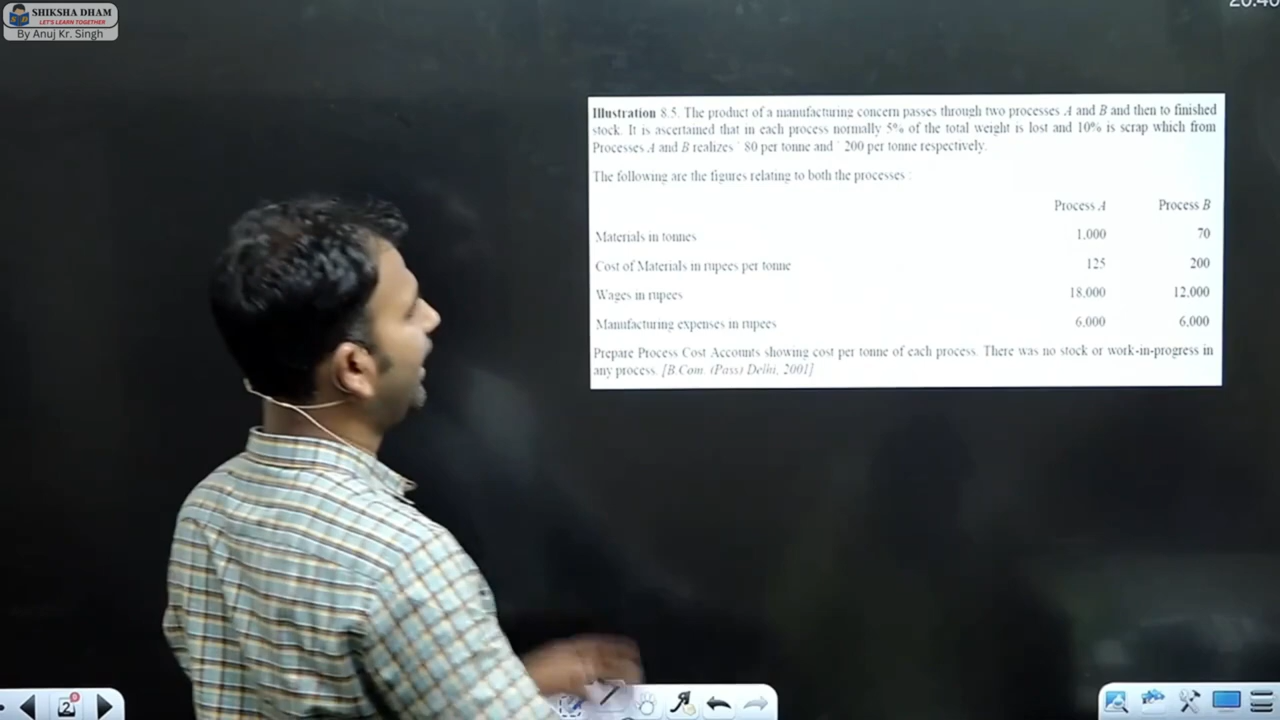 SHIKSHA DHAM
LET'S LEARN TOGETHER
By Anuj Kr. Singh
Illustration 8.5. The product of a manufacturing concern passes through two processes A and B and then to finished
stock. It is ascertained that in each process normally 5% of the total weight is lost and 10% is scrap which from
Processes A and B realizes ` 80 per tonne and ` 200 per tonne respectively.
The following are the figures relating to both the processes :
Process A Process B
Materials in tonnes 1,000 70
Cost of Materials in rupees per tonne 125 200
Wages in rupees 18,000 12,000
Manufacturing expenses in rupees 6,000 6,000
Prepare Process Cost Accounts showing cost per tonne of each process. There was no stock or work-in-progress in
any process. [B.Com. (Pass) Delhi, 2001]
2